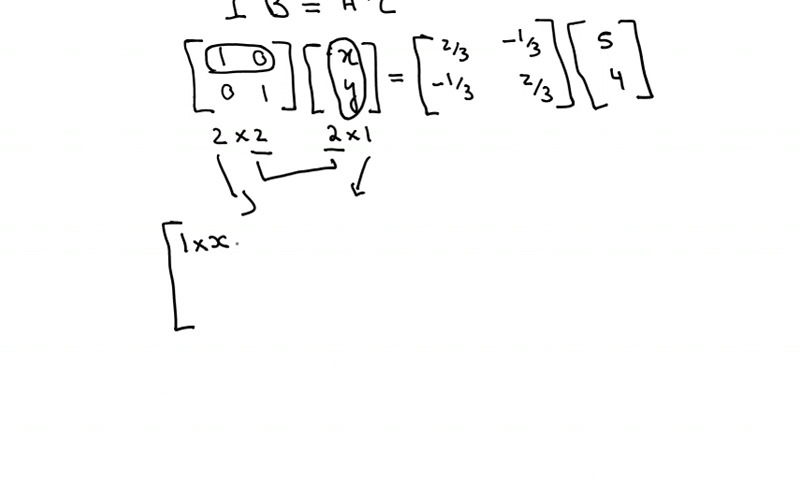 I B = A⁻¹ C
[1 0 0 1] [x y] = [2/3 -1/3 -1/3 2/3] [5 4]
2 × 2 2 × 1
[1 × x